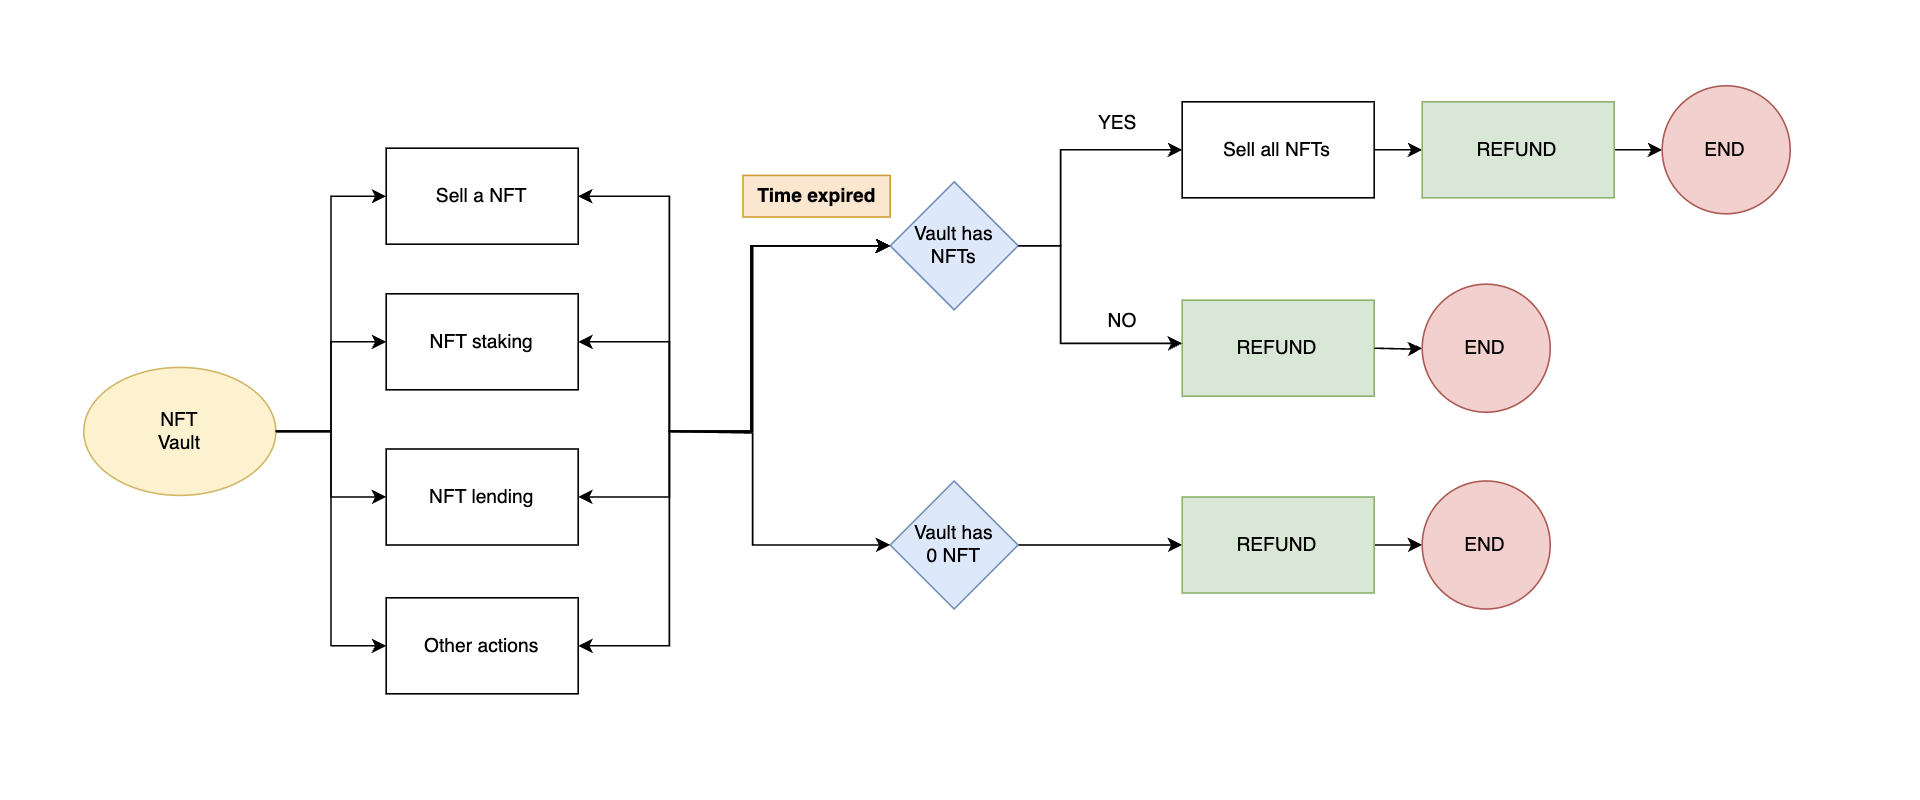 NFT
Vault
Sell a NFT
NFT staking
NFT lending
Other actions
Time expired
Vault has
NFTs
YES
Sell all NFTs
REFUND
END
NO
REFUND
END
Vault has
0 NFT
REFUND
END